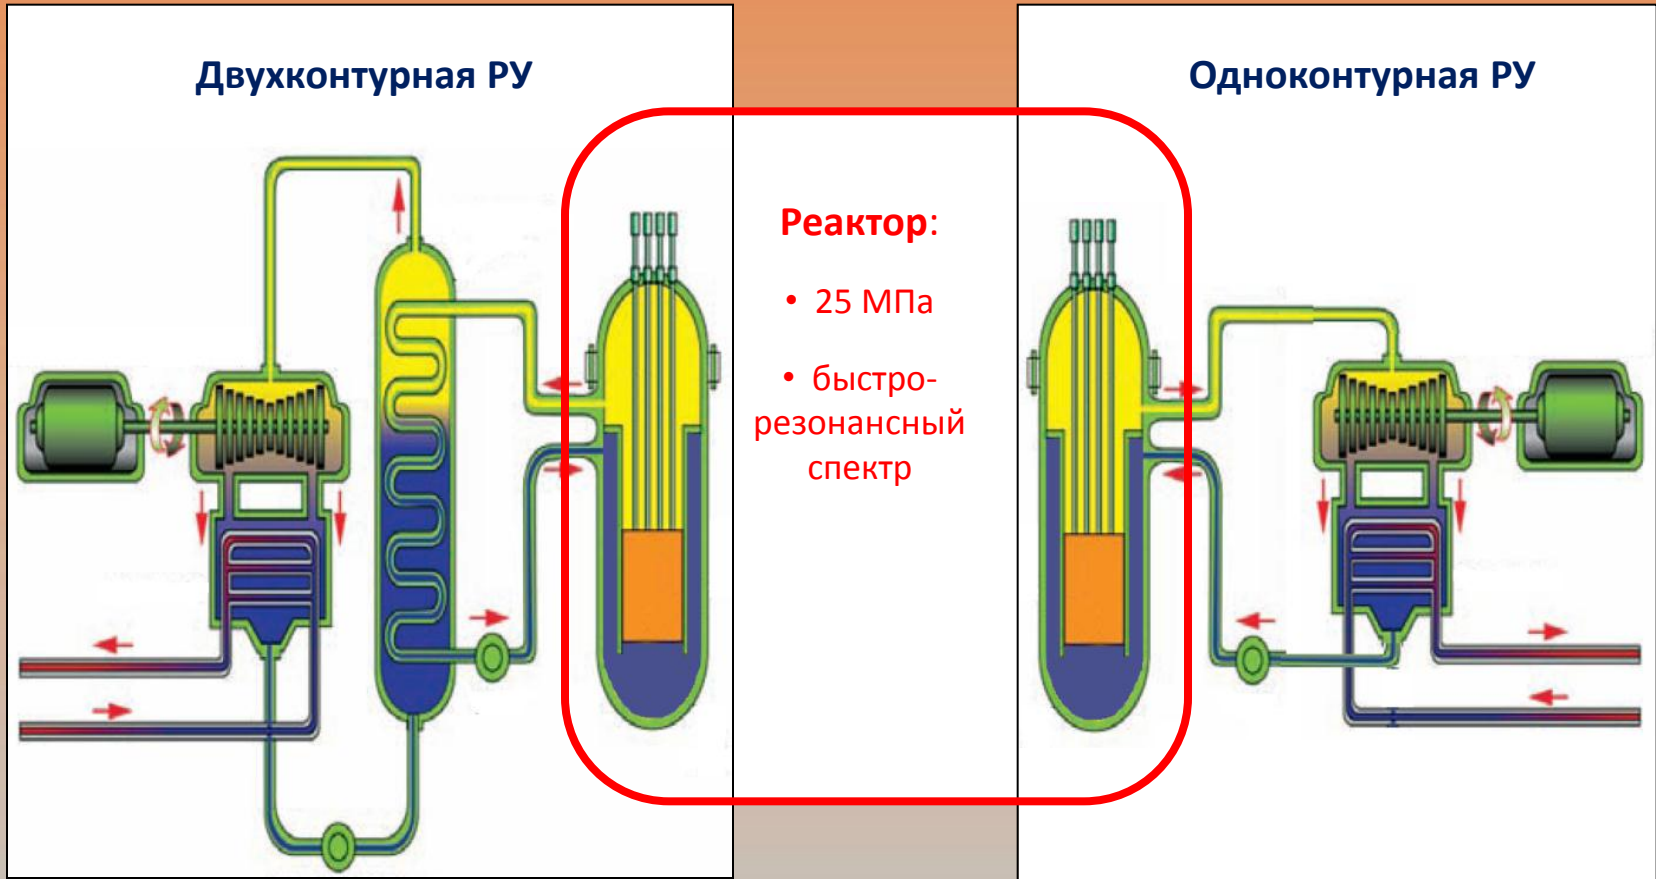 Двухконтурная РУ
Одноконтурная РУ
Реактор:
• 25 МПа
• быстро-
резонансный
спектр